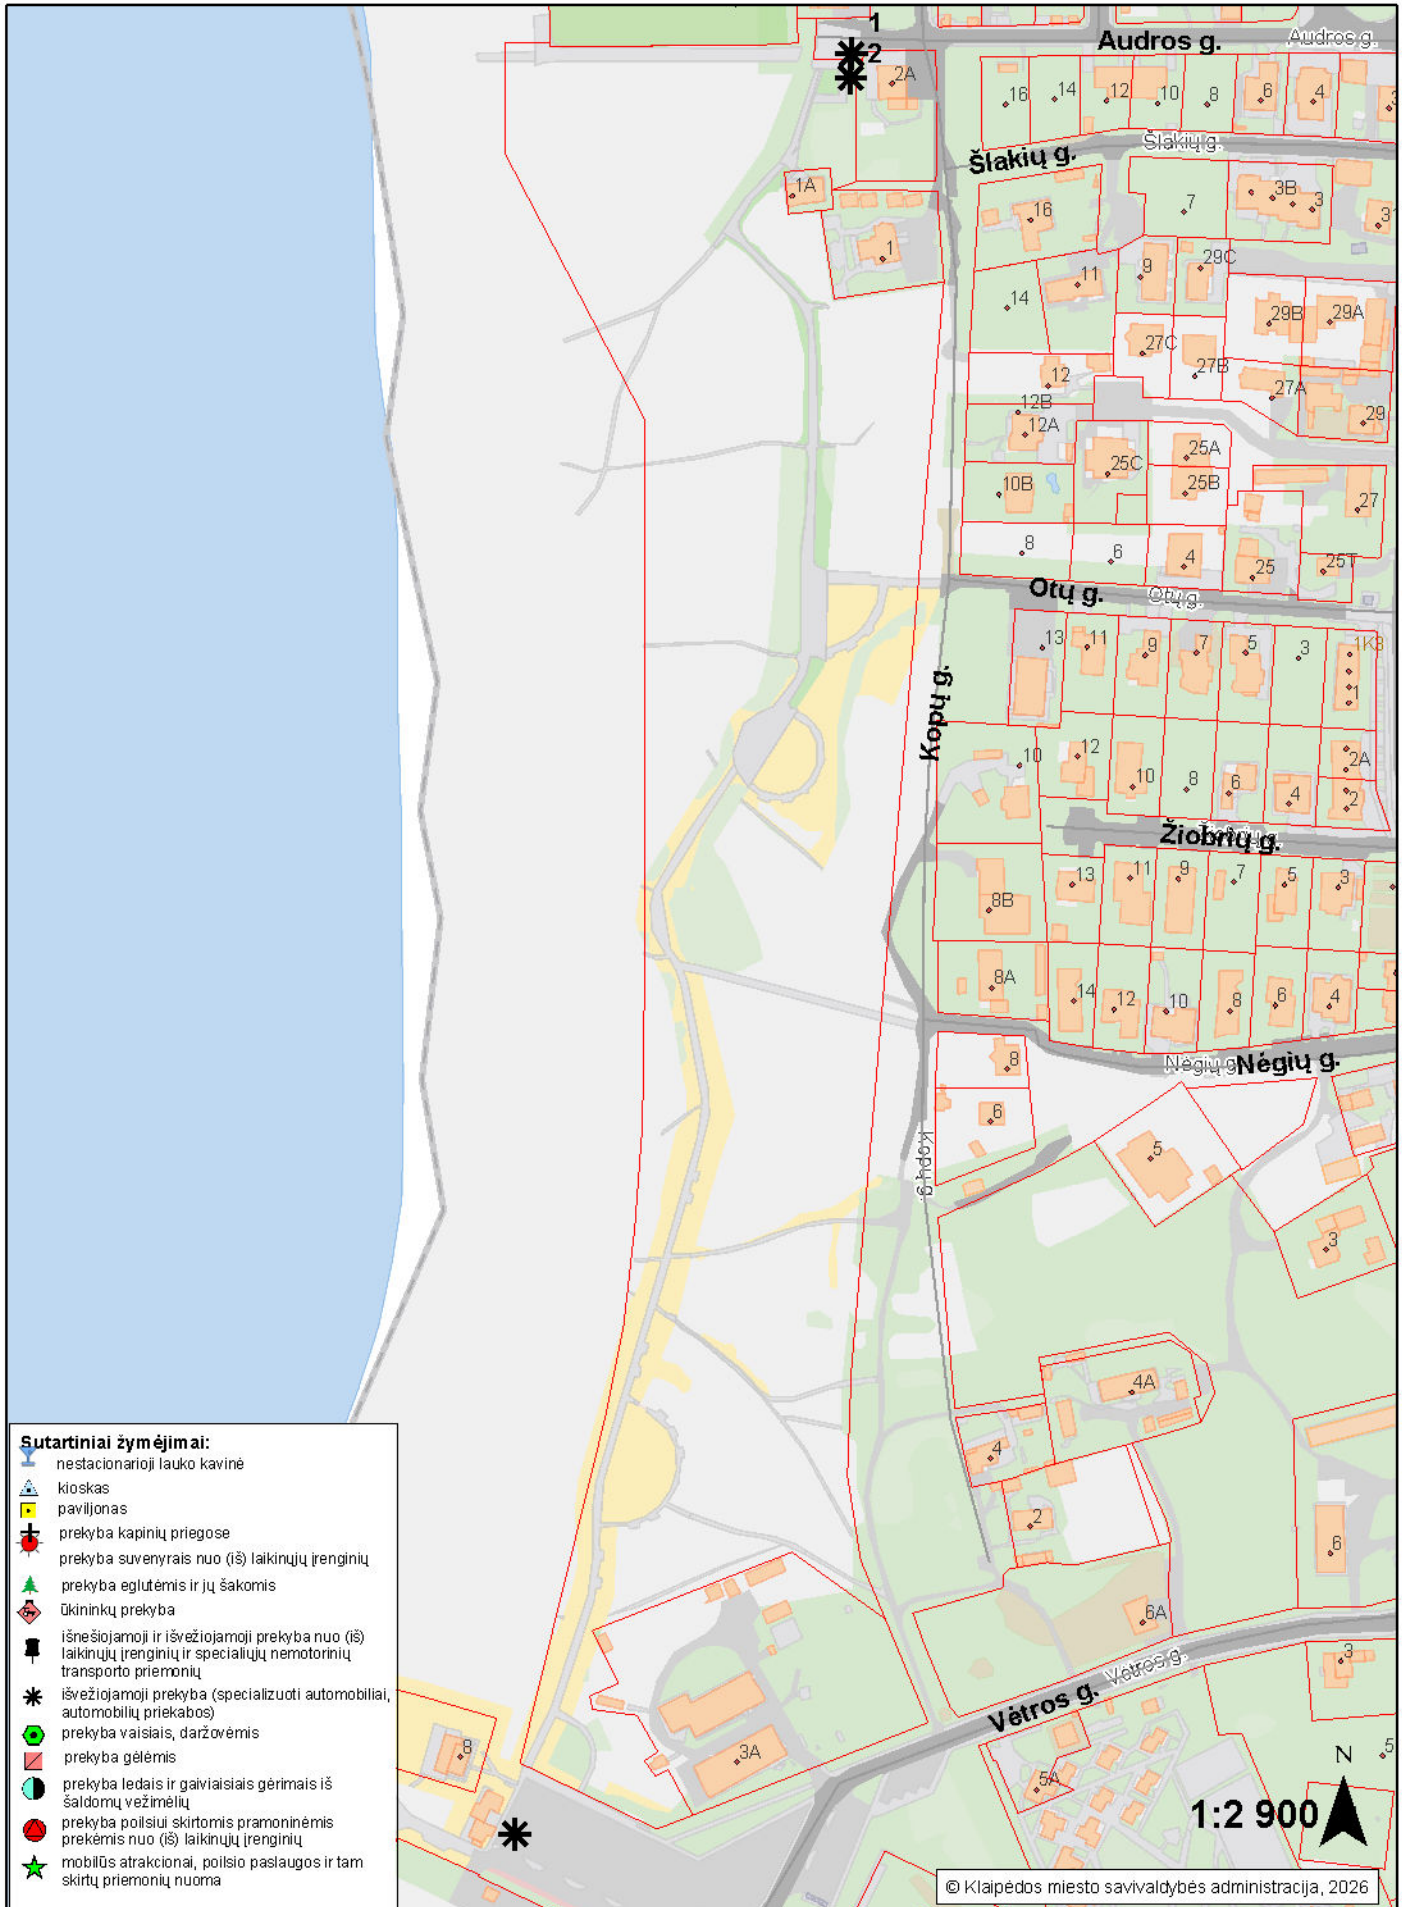 1
Audros g.
Audros g.
2
2A
16
14
12
10
8
6
4
Šlakių g.
Šlakių g.
1A
16
7
3B
3
1
14
11
9
29C
29B
29A
27C
27B
27A
29
12
12B
12A
25C
25A
25B
10B
27
8
6
4
25
25T
Otų g.
Otų g.
13
11
9
7
5
3
1K3
1
Kopų g.
10
12
10
8
6
4
2A
2
Žiobrių g.
8B
13
11
9
7
5
3
8A
14
12
10
8
6
4
Nėgių g.
Nėgių g.
8
6
Kopų g.
5
3
4A
4
2
6
6A
Vėtros g.
Vėtros g.
3
3A
8
5A
5
N
1:2 900
Sutartiniai žymėjimai:
nestacionarioji lauko kavinė
kioskas
paviljonas
prekyba kapinių prieigose
prekyba suvenyrais nuo (iš) laikinųjų įrenginių
prekyba eglutėmis ir jų šakomis
ūkininkų prekyba
išnešiojamoji ir išvežiojamoji prekyba nuo (iš)
laikinųjų įrenginių ir specialiųjų nemotorinių
transporto priemonių
išvežiojamoji prekyba (specializuoti automobiliai,
automobilių priekabos)
prekyba vaisiais, daržovėmis
prekyba gėlėmis
prekyba ledais ir gaiviaisiais gėrimais iš
šaldomų vežimėlių
prekyba poilsiui skirtomis pramoninėmis
prekėmis nuo (iš) laikinųjų įrenginių
mobilūs atrakcionai, poilsio paslaugos ir tam
skirtų priemonių nuoma
© Klaipėdos miesto savivaldybės administracija, 2026